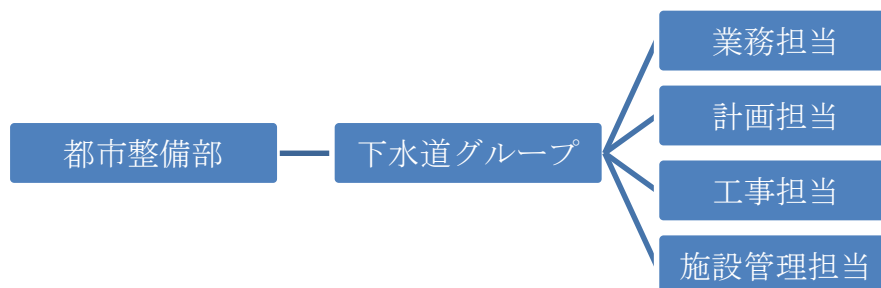 都市整備部
下水道グループ
業務担当
計画担当
工事担当
施設管理担当